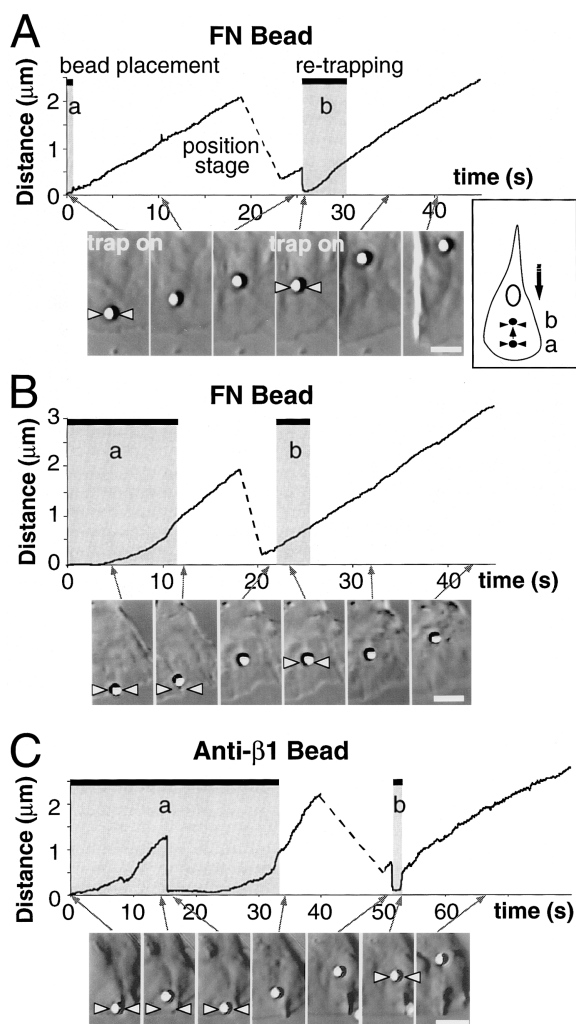 A
FN Bead
bead placement
re-trapping
a
b
position
stage
Distance (μm)
2
1
0
time (s)
0
10
20
30
40
trap on
trap on
b
a
B
FN Bead
a
b
Distance (μm)
3
2
1
0
0
10
20
30
40
time (s)
C
Anti-β1 Bead
a
b
Distance (μm)
2
1
0
0
10
20
30
40
50
60
time (s)